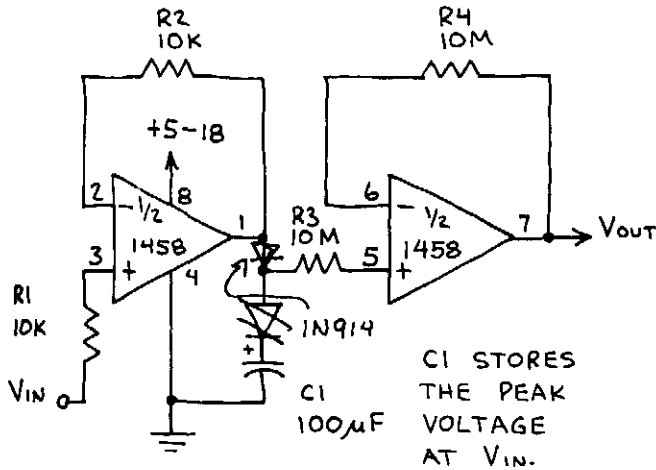 R2
10K
R4
10M
+5-18
2
-
8
1/2
1458
1
3
+
4
R3
10M
6
-
1/2
7
VOUT
5
1458
+
R1
10K
1N914
VIN
+
C1
100µF
C1 STORES
THE PEAK
VOLTAGE
AT VIN.